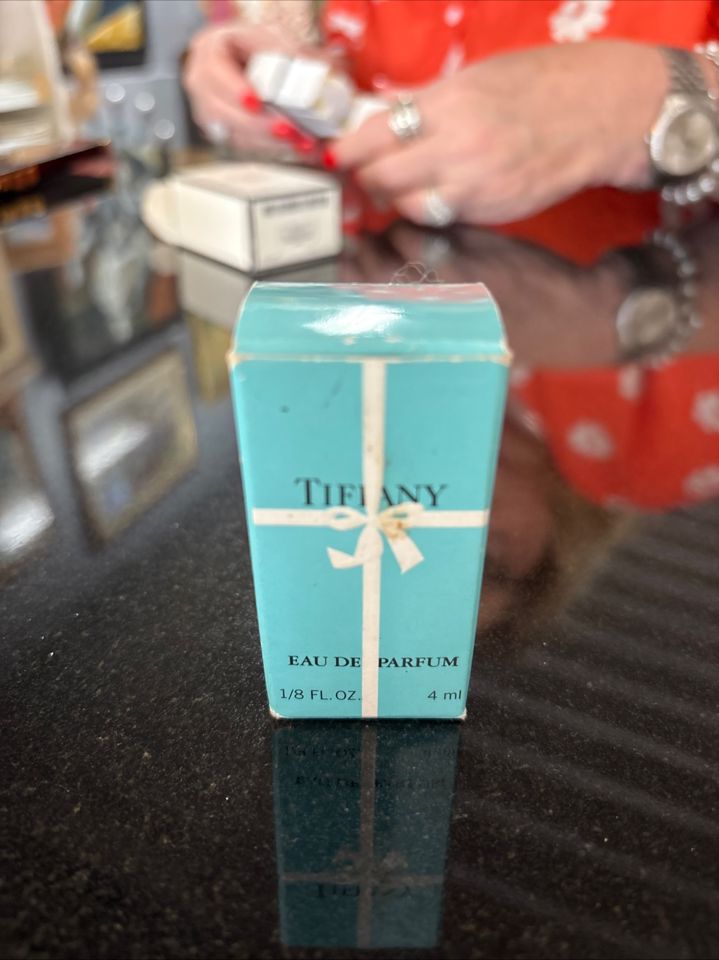 TIFFANY
EAU DE PARFUM
1/8 FL.OZ. 4 ml